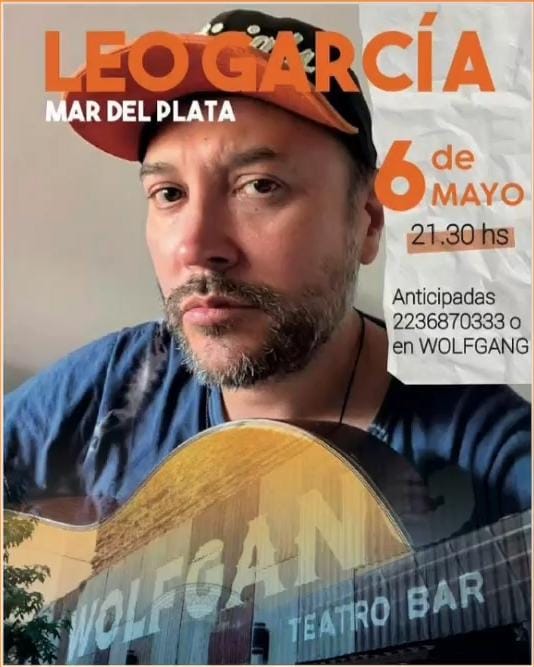 LEO GARCÍA
MAR DEL PLATA
6 de
MAYO
21.30 hs
Anticipadas
2236870333 o
en WOLFGANG
WOLFGANG
TEATRO BAR